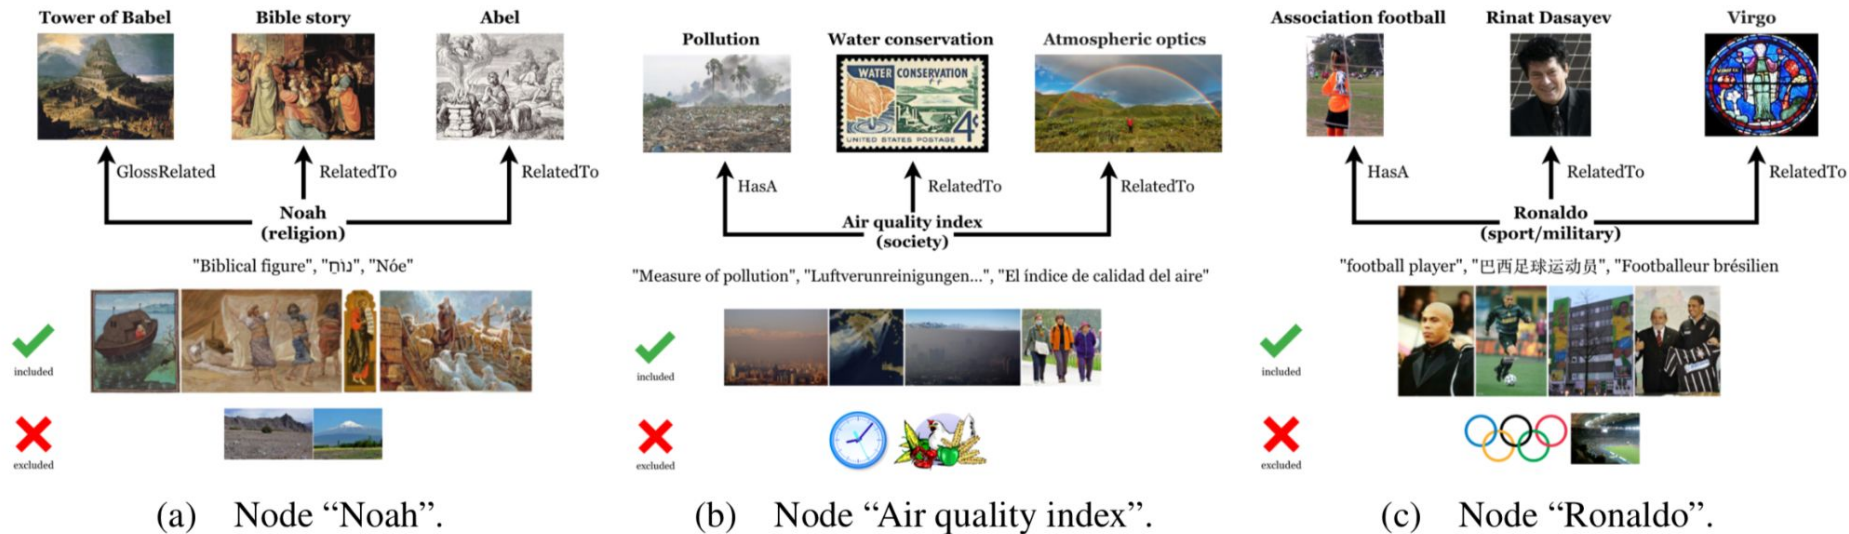 Tower of Babel
Bible story
Abel
GlossRelated
RelatedTo
RelatedTo
Noah
(religion)
"Biblical figure", "נוֹחַ", "Nóe"
included
excluded
(a) Node “Noah”.
Pollution
Water conservation
Atmospheric optics
WATER CONSERVATION
4¢
UNITED STATES POSTAGE
HasA
RelatedTo
RelatedTo
Air quality index
(society)
"Measure of pollution", "Luftverunreinigungen...", "El índice de calidad del aire"
included
excluded
(b) Node “Air quality index”.
Association football
Rinat Dasayev
Virgo
HasA
RelatedTo
RelatedTo
Ronaldo
(sport/military)
"football player", "巴西足球运动员", "Footballeur brésilien
included
excluded
(c) Node “Ronaldo”.